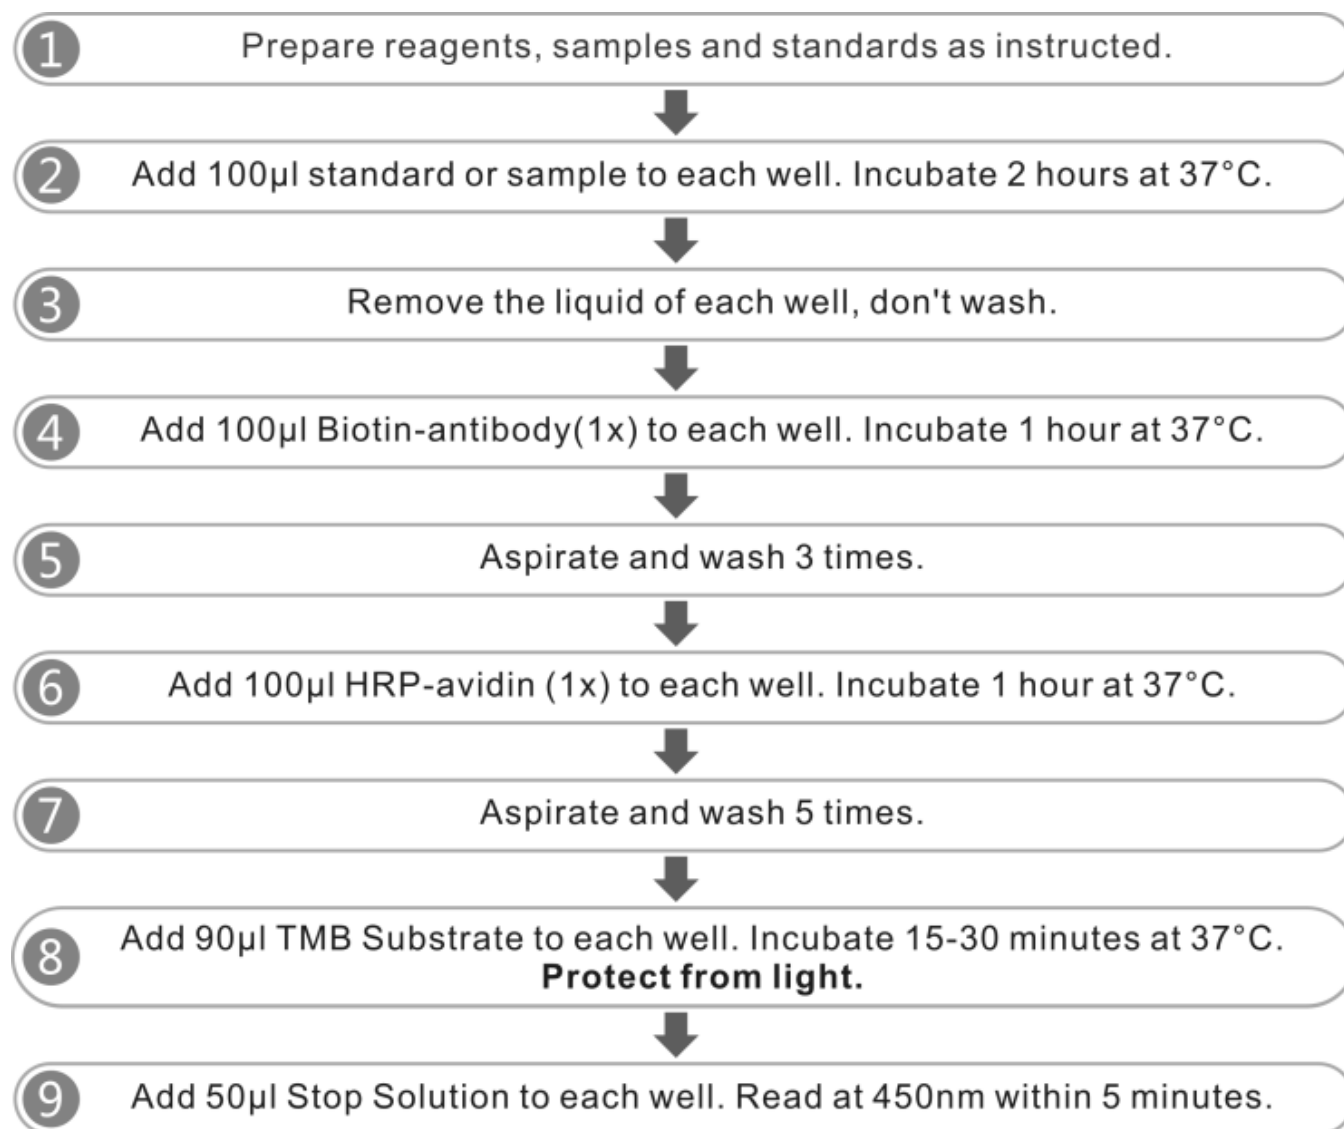 1 Prepare reagents, samples and standards as instructed.
2 Add 100µl standard or sample to each well. Incubate 2 hours at 37°C.
3 Remove the liquid of each well, don't wash.
4 Add 100µl Biotin-antibody(1x) to each well. Incubate 1 hour at 37°C.
5 Aspirate and wash 3 times.
6 Add 100µl HRP-avidin (1x) to each well. Incubate 1 hour at 37°C.
7 Aspirate and wash 5 times.
8 Add 90µl TMB Substrate to each well. Incubate 15-30 minutes at 37°C.
Protect from light.
9 Add 50µl Stop Solution to each well. Read at 450nm within 5 minutes.